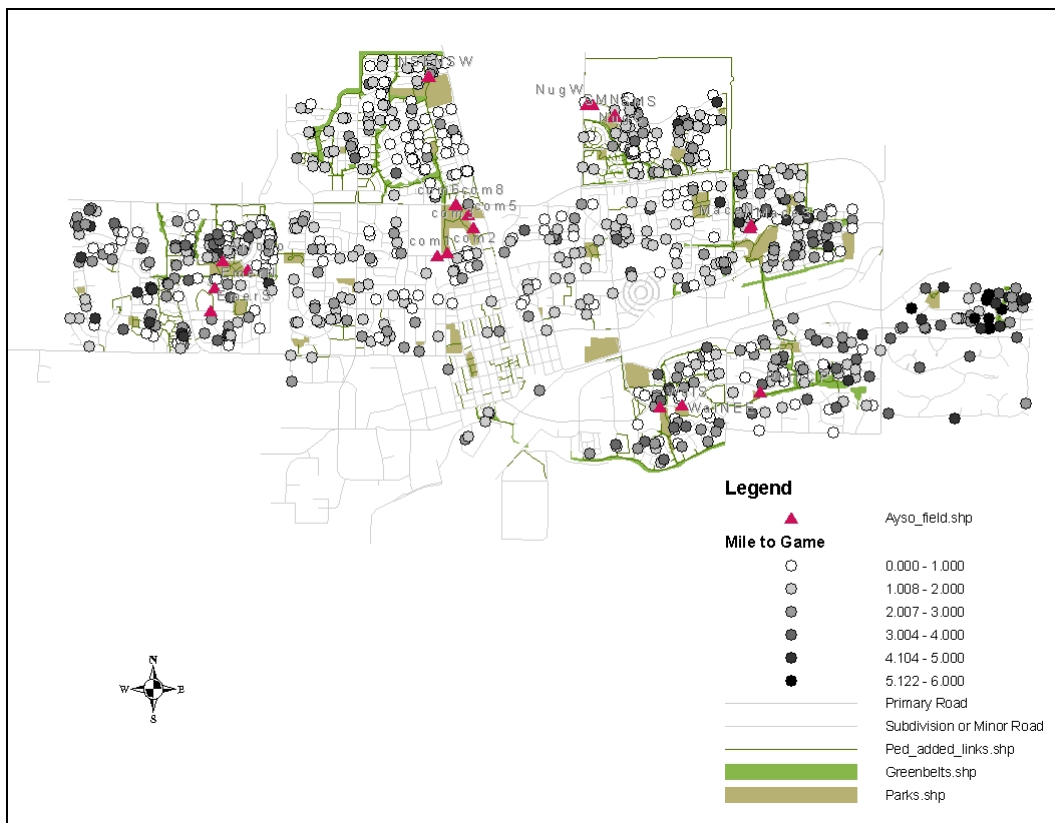 NugW
com8
com5
com2
N
W E
S
Legend
Ayso_field.shp
Mile to Game
0.000 - 1.000
1.008 - 2.000
2.007 - 3.000
3.004 - 4.000
4.104 - 5.000
5.122 - 6.000
Primary Road
Subdivision or Minor Road
Ped_added_links.shp
Greenbelts.shp
Parks.shp